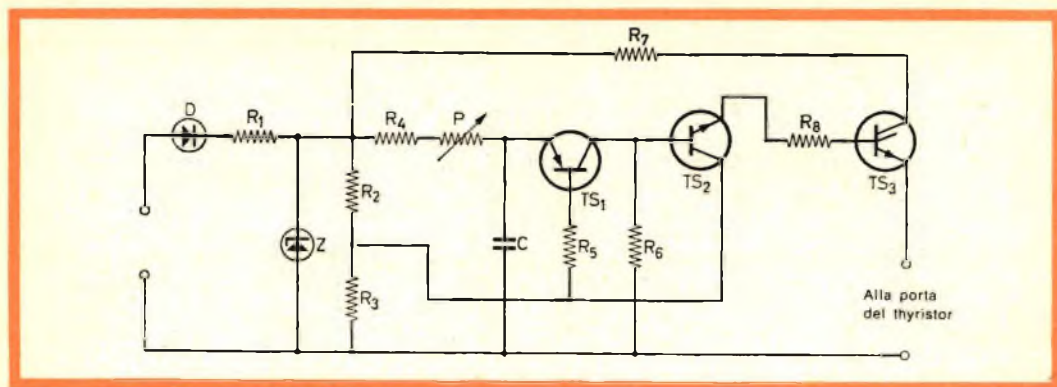 R7
D
R1
R4
P
R8
R2
TS1
TS2
TS3
Z
C
R5
R6
R3
Alla porta
del thyristor